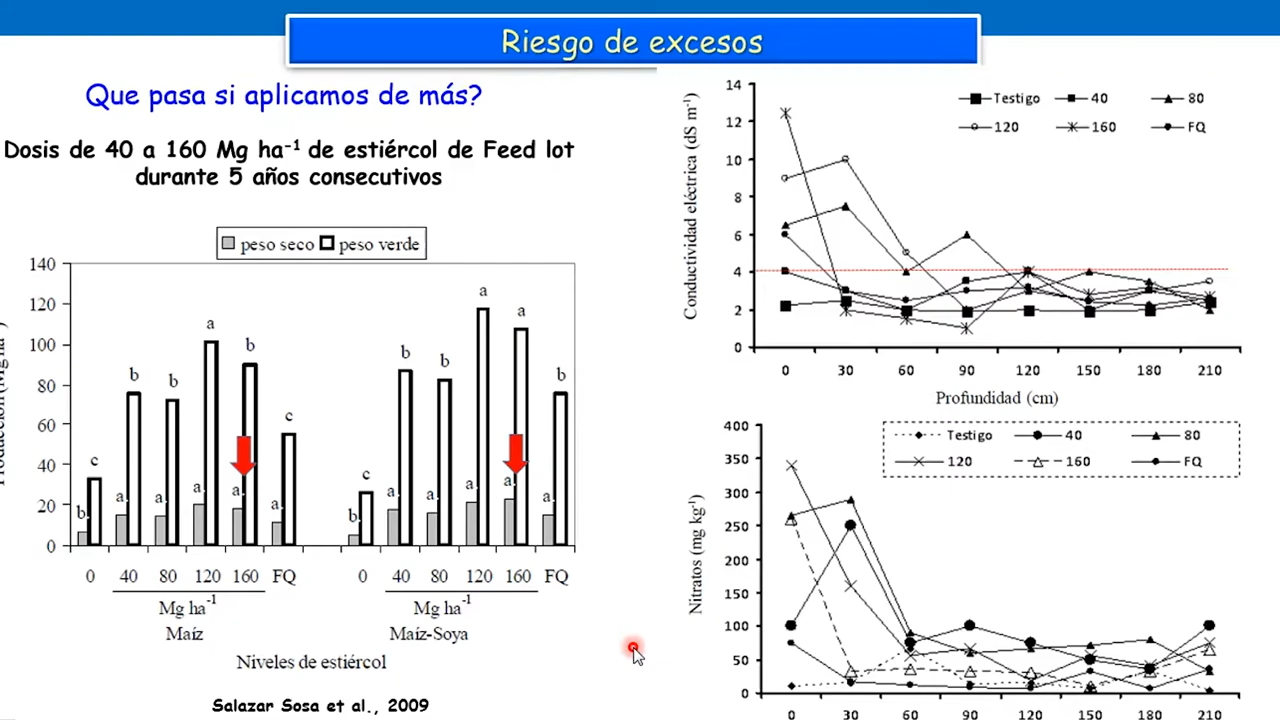 Riesgo de excesos
Que pasa si aplicamos de más?
Dosis de 40 a 160 Mg ha-1 de estiércol de Feed lot
durante 5 años consecutivos
peso seco peso verde
140
120
100
80
60
40
20
0
a
a
a
b
b
b
b
b
b
c
c
c
a
a
a
a
a
b
a
a
a
a
a
b
0 40 80 120 160 FQ 0 40 80 120 160 FQ
Mg ha-1 Mg ha-1
Maíz Maíz-Soya
Niveles de estiércol
Salazar Sosa et al., 2009
Conductividad eléctrica (dS m-1)
14
12
10
8
6
4
2
0
Testigo 40 80
120 160 FQ
0 30 60 90 120 150 180 210
Profundidad (cm)
Nitratos (mg kg-1)
400
350
300
250
200
150
100
50
0
Testigo 40 80
120 160 FQ
0 30 60 90 120 150 180 210